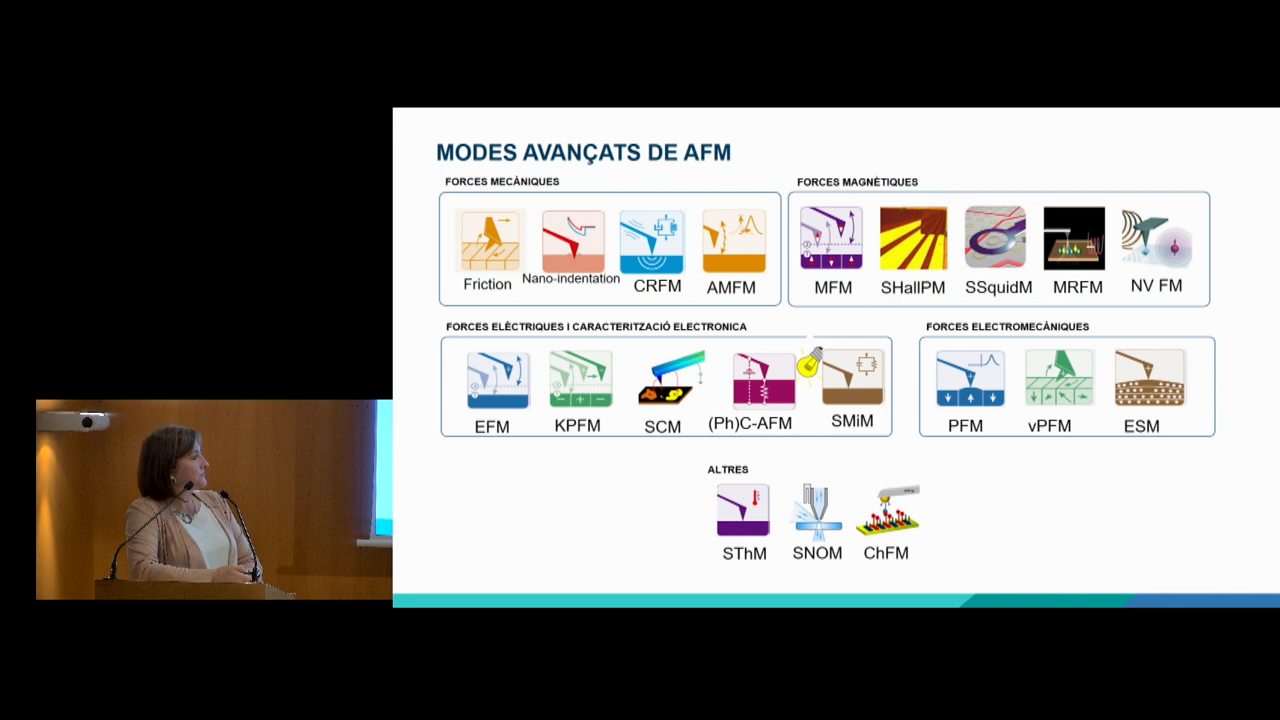 MODES AVANÇATS DE AFM
FORCES MECÀNIQUES
Friction
Nano-indentation
CRFM
AMFM
FORCES MAGNÈTIQUES
MFM
SHallPM
SSquidM
MRFM
NV FM
FORCES ELÈCTRIQUES I CARACTERITZACIÓ ELECTRONICA
EFM
KPFM
SCM
(Ph)C-AFM
SMiM
FORCES ELECTROMECÀNIQUES
PFM
vPFM
ESM
ALTRES
SThM
SNOM
ChFM